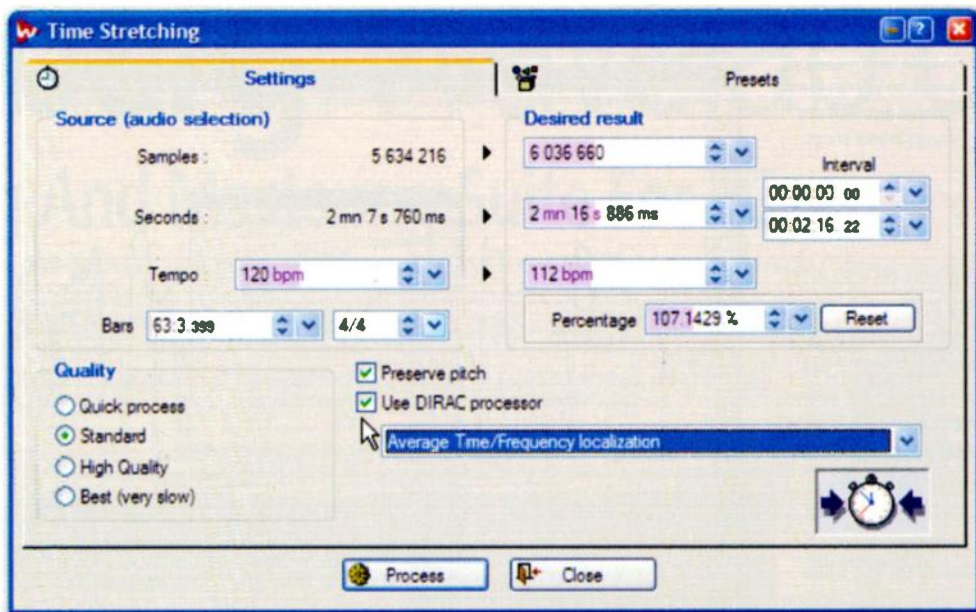 Time Stretching
Settings
Presets
Source (audio selection)
Samples : 5 634 216
Seconds : 2 mn 7 s 760 ms
Tempo : 120 bpm
Bars 63:3 399 4/4
Desired result
6 036 660
2 mn 16 s 886 ms
112 bpm
Interval
00:00:00 00
00:02:16 22
Percentage 107.1429 % Reset
Quality
Quick process
Standard
High Quality
Best (very slow)
Preserve pitch
Use DIRAC processor
Average Time/Frequency localization
Process
Close